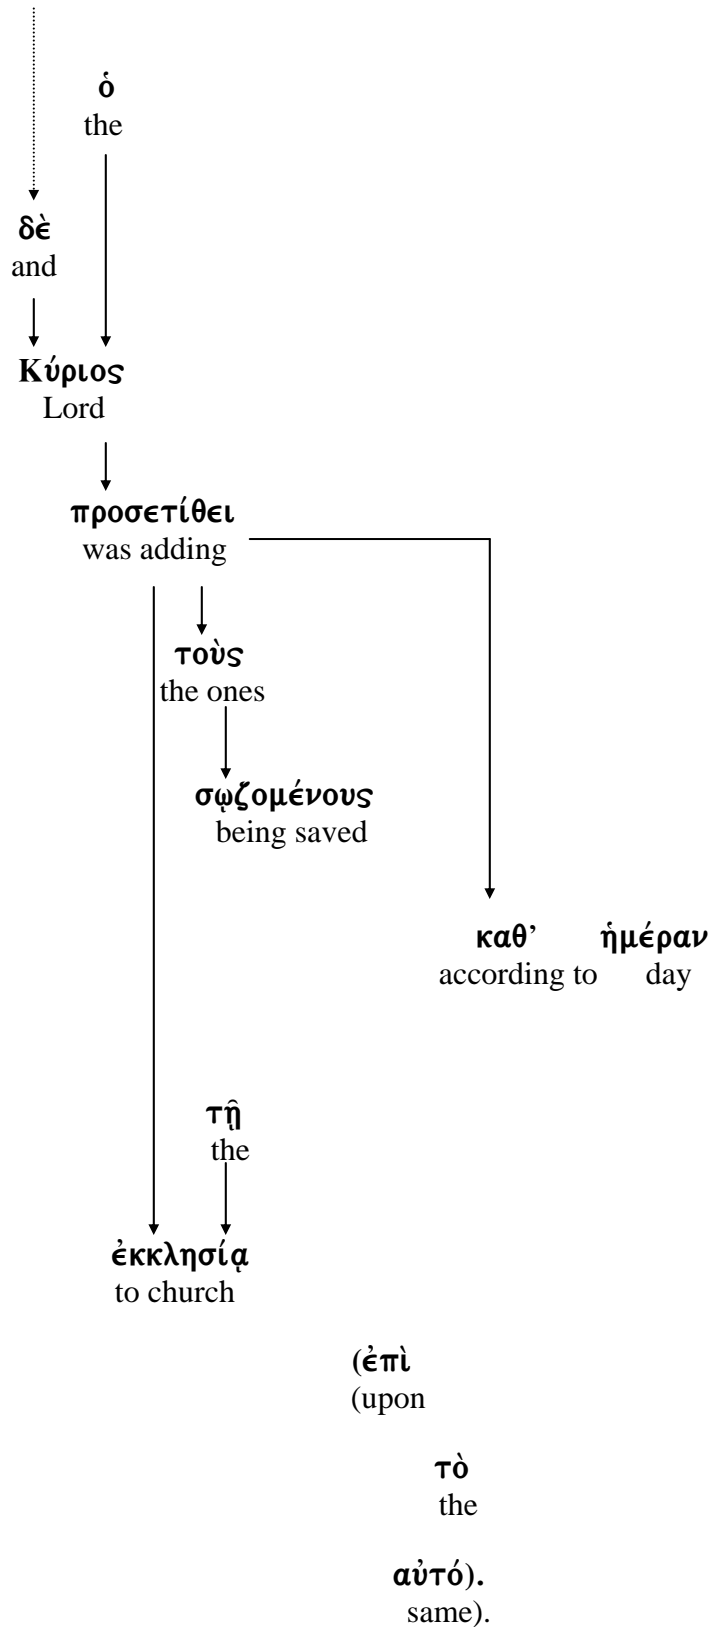 ὁ
the
δὲ
and
Κύριος
Lord
προσετίθει
was adding
τοὺς
the ones
σῳζομένους
being saved
καθ’ ἡμέραν
according to day
τῇ
the
ἐκκλησίᾳ
to church
(ἐπὶ
(upon
τὸ
the
αὐτό).
same).